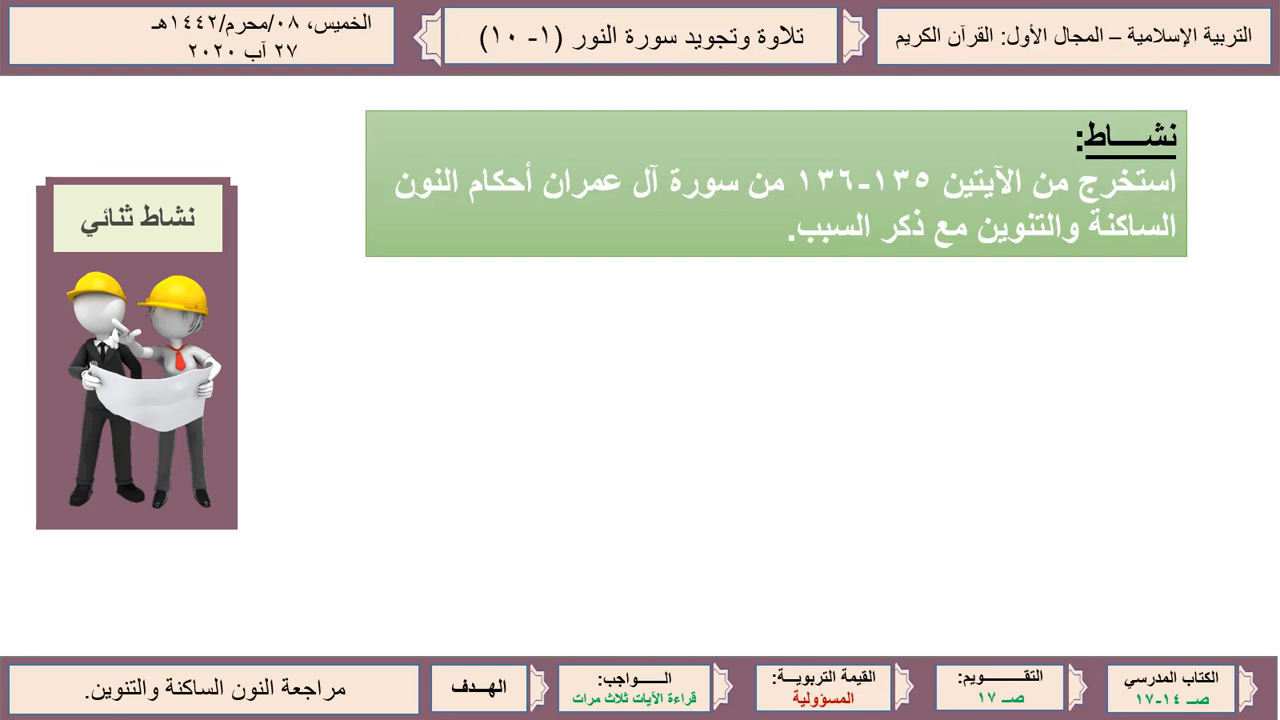 التربية الإسلامية – المجال الأول: القرآن الكريم
تلاوة وتجويد سورة النور (١- ١٠)
الخميس، ٠٨/محرم/١٤٤٢هـ
٢٧ آب ٢٠٢٠
نشـــاط:
استخرج من الآيتين ١٣٥-١٣٦ من سورة آل عمران أحكام النون
الساكنة والتنوين مع ذكر السبب.
نشاط ثنائي
الكتاب المدرسي
صـ ١٤-١٧
التقـــــويم:
صـ ١٧
القيمة التربويـــة:
المسؤولية
الـــــواجب:
قراءة الآيات ثلاث مرات
الهـــدف
مراجعة النون الساكنة والتنوين.